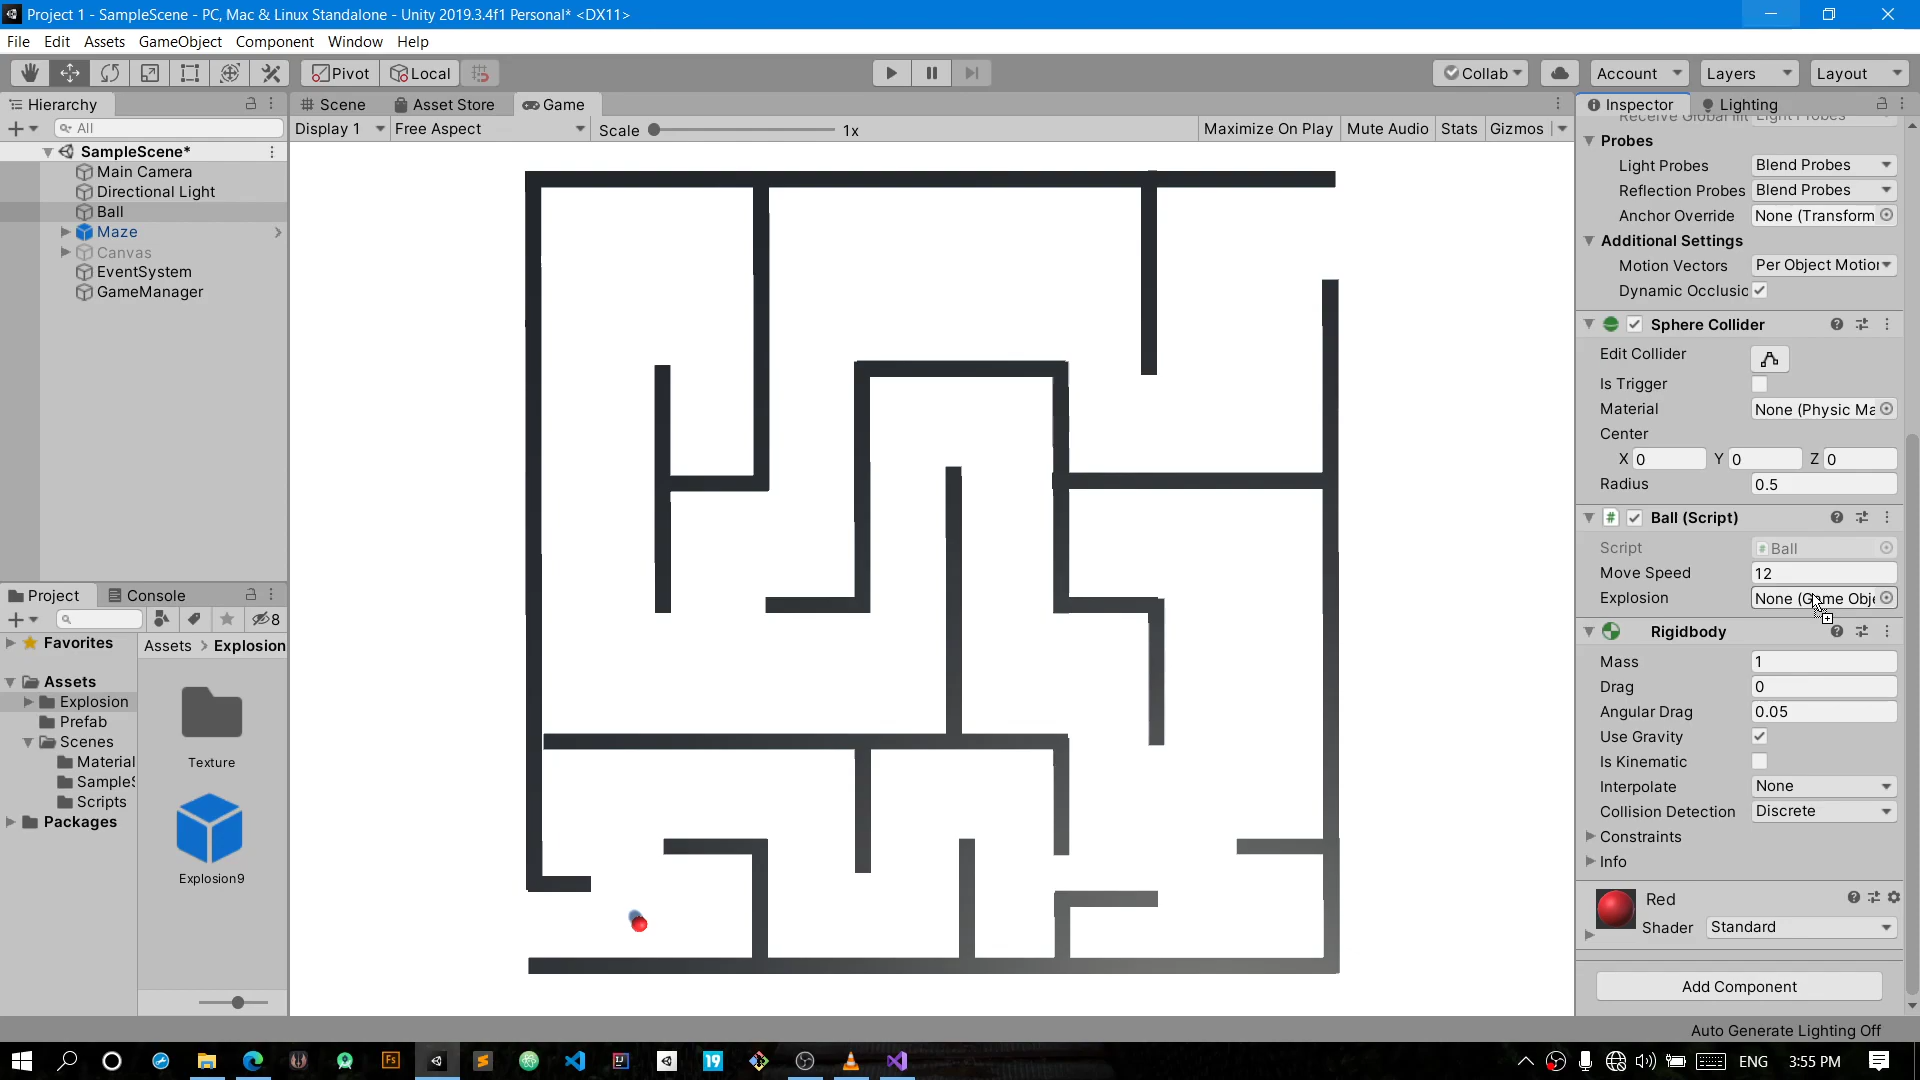 Project 1 - SampleScene - PC, Mac & Linux Standalone - Unity 2019.3.4f1 Personal* <DX11>
File Edit Assets GameObject Component Window Help
Pivot Local Collab Account Layers Layout
Hierarchy
All
SampleScene*
Main Camera
Directional Light
Ball
Maze
Canvas
EventSystem
GameManager
Scene Asset Store Game
Display 1 Free Aspect Scale 1x Maximize On Play Mute Audio Stats Gizmos
Project Console
8
Favorites
Assets
Explosion
Prefab
Scenes
Material
SampleS
Scripts
Packages
Assets > Explosion
Texture
Explosion9
Inspector Lighting
Probes
Light Probes Blend Probes
Reflection Probes Blend Probes
Anchor Override None (Transform
Additional Settings
Motion Vectors Per Object Motion
Dynamic Occlusic
Sphere Collider
Edit Collider
Is Trigger
Material None (Physic Ma
Center
X 0 Y 0 Z 0
Radius 0.5
Ball (Script)
Script Ball
Move Speed 12
Explosion None (Game Obje
Rigidbody
Mass 1
Drag 0
Angular Drag 0.05
Use Gravity
Is Kinematic
Interpolate None
Collision Detection Discrete
Constraints
Info
Red
Shader Standard
Add Component
Auto Generate Lighting Off
Fs 19 ENG 3:55 PM